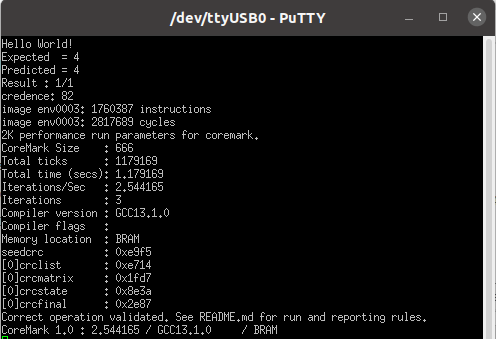 /dev/ttyUSB0 - PuTTY
Hello World!
Expected  = 4
Predicted = 4
Result : 1/1
credence: 82
image env0003: 1760387 instructions
image env0003: 2817689 cycles
2K performance run parameters for coremark.
CoreMark Size    : 666
Total ticks      : 1179169
Total time (secs): 1.179169
Iterations/Sec   : 2.544165
Iterations       : 3
Compiler version : GCC13.1.0
Compiler flags   :
Memory location  : BRAM
seedcrc          : 0xe9f5
[0]crclist       : 0xe714
[0]crcmatrix     : 0x1fd7
[0]crcstate      : 0x8e3a
[0]crcfinal      : 0x2e87
Correct operation validated. See README.md for run and reporting rules.
CoreMark 1.0 : 2.544165 / GCC13.1.0     / BRAM